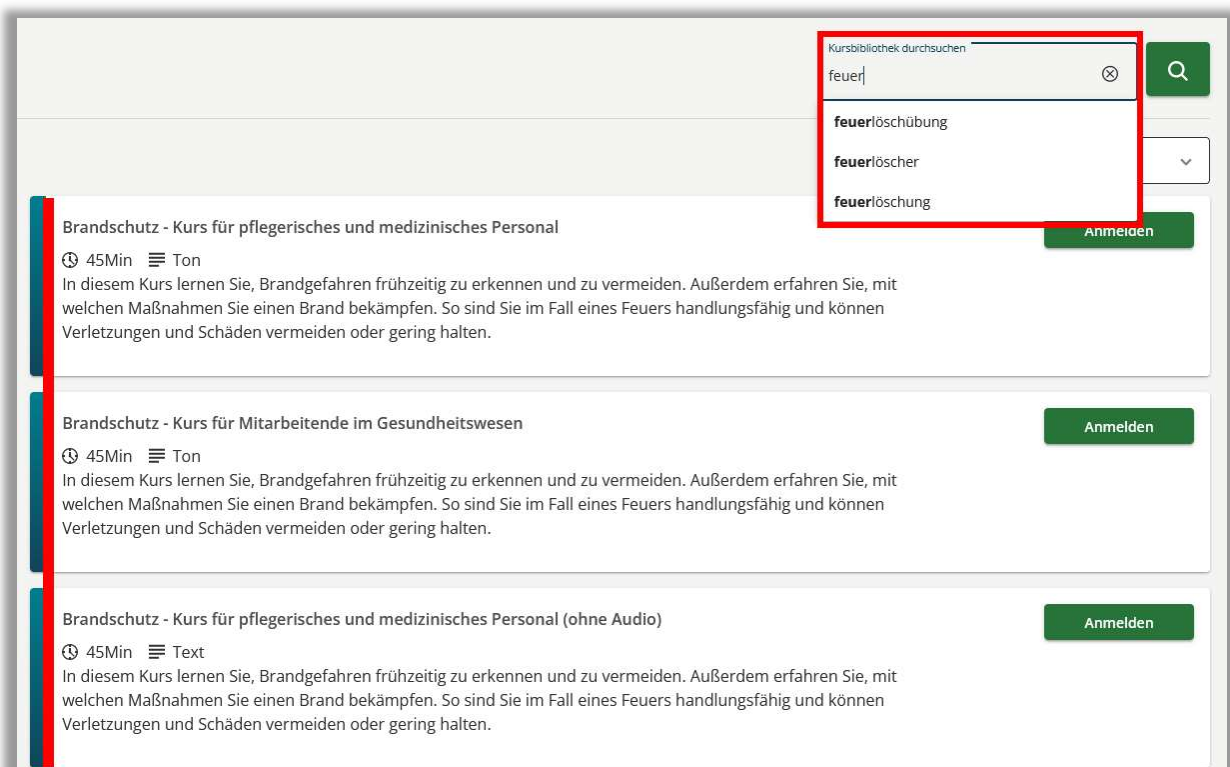 Kursbibliothek durchsuchen
feuer
feuerlöschübung
feuerlöscher
feuerlöschung
Brandschutz - Kurs für pflegerisches und medizinisches Personal
Anmelden
45Min Ton
In diesem Kurs lernen Sie, Brandgefahren frühzeitig zu erkennen und zu vermeiden. Außerdem erfahren Sie, mit
welchen Maßnahmen Sie einen Brand bekämpfen. So sind Sie im Fall eines Feuers handlungsfähig und können
Verletzungen und Schäden vermeiden oder gering halten.
Brandschutz - Kurs für Mitarbeitende im Gesundheitswesen
Anmelden
45Min Ton
In diesem Kurs lernen Sie, Brandgefahren frühzeitig zu erkennen und zu vermeiden. Außerdem erfahren Sie, mit
welchen Maßnahmen Sie einen Brand bekämpfen. So sind Sie im Fall eines Feuers handlungsfähig und können
Verletzungen und Schäden vermeiden oder gering halten.
Brandschutz - Kurs für pflegerisches und medizinisches Personal (ohne Audio)
Anmelden
45Min Text
In diesem Kurs lernen Sie, Brandgefahren frühzeitig zu erkennen und zu vermeiden. Außerdem erfahren Sie, mit
welchen Maßnahmen Sie einen Brand bekämpfen. So sind Sie im Fall eines Feuers handlungsfähig und können
Verletzungen und Schäden vermeiden oder gering halten.